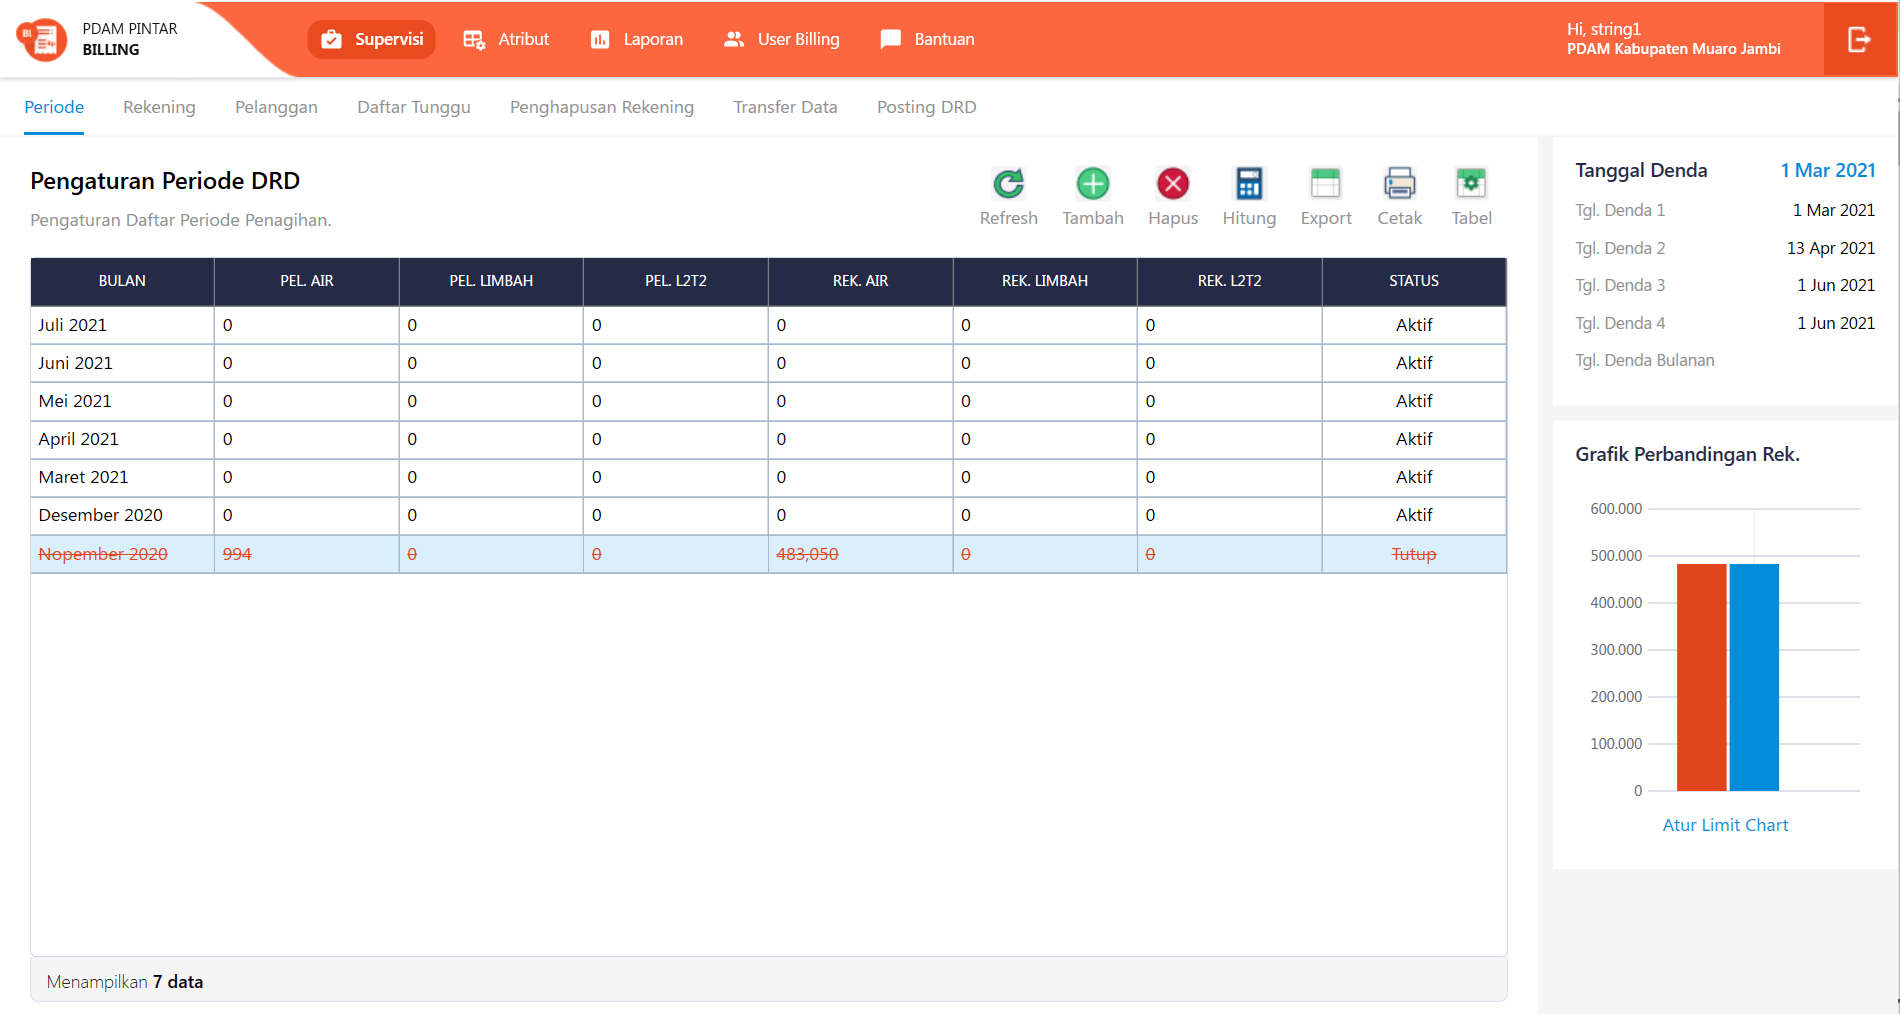 PDAM PINTAR
BILLING
Supervisi
Atribut
Laporan
User Billing
Bantuan
Hi, string1
PDAM Kabupaten Muaro Jambi
Periode
Rekening
Pelanggan
Daftar Tunggu
Penghapusan Rekening
Transfer Data
Posting DRD
Pengaturan Periode DRD
Pengaturan Daftar Periode Penagihan.
Refresh
Tambah
Hapus
Hitung
Export
Cetak
Tabel
BULAN PEL. AIR PEL. LIMBAH PEL. L2T2 REK. AIR REK. LIMBAH REK. L2T2 STATUS
Juli 2021 0 0 0 0 0 0 Aktif
Juni 2021 0 0 0 0 0 0 Aktif
Mei 2021 0 0 0 0 0 0 Aktif
April 2021 0 0 0 0 0 0 Aktif
Maret 2021 0 0 0 0 0 0 Aktif
Desember 2020 0 0 0 0 0 0 Aktif
Nopember 2020 994 0 0 483,050 0 0 Tutup
Menampilkan 7 data
Tanggal Denda 1 Mar 2021
Tgl. Denda 1 1 Mar 2021
Tgl. Denda 2 13 Apr 2021
Tgl. Denda 3 1 Jun 2021
Tgl. Denda 4 1 Jun 2021
Tgl. Denda Bulanan
Grafik Perbandingan Rek.
600.000
500.000
400.000
300.000
200.000
100.000
0
Atur Limit Chart